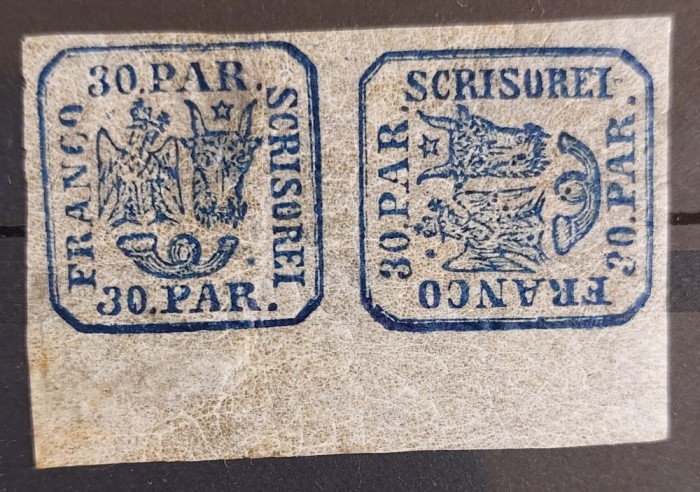 30.PAR.
FRANCO
SCRISOREI
30.PAR.
SCRISOREI
30 PAR.
30.PAR.
FRANCO